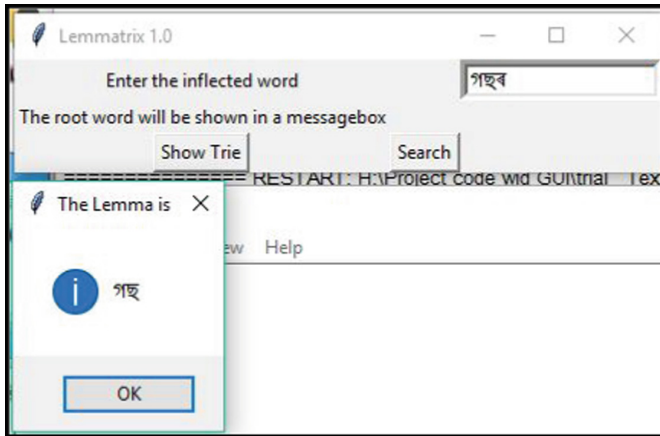 Lemmatrix 1.0
Enter the inflected word গছৰ
The root word will be shown in a messagebox
Show Trie Search
=============== RESTART: H:\Project code wid GUI\trial Tex
The Lemma is
Help
গছ
OK